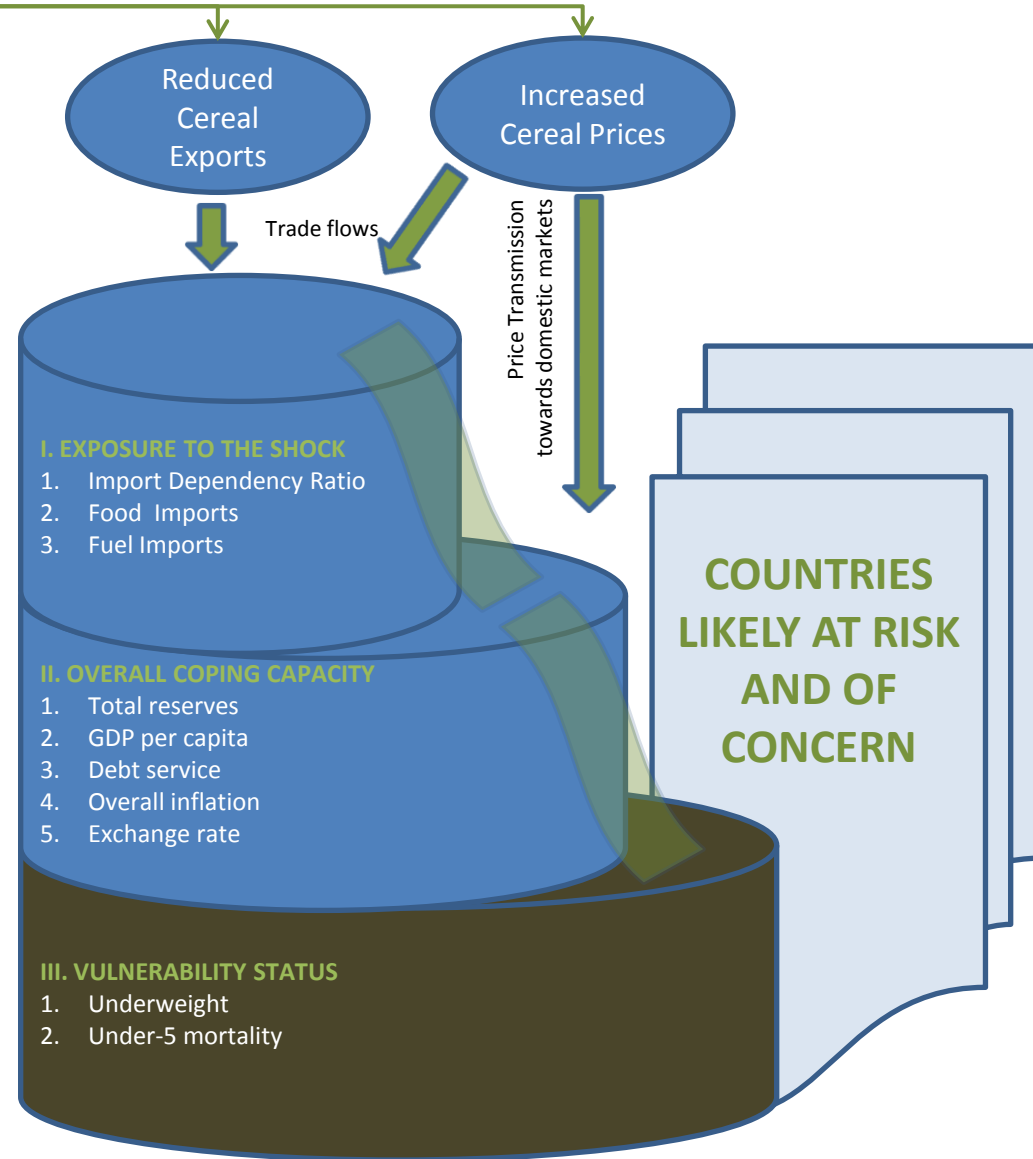 Reduced
Cereal
Exports
Increased
Cereal Prices
Trade flows
Price Transmission
towards domestic markets
I. EXPOSURE TO THE SHOCK
1. Import Dependency Ratio
2. Food Imports
3. Fuel Imports
II. OVERALL COPING CAPACITY
1. Total reserves
2. GDP per capita
3. Debt service
4. Overall inflation
5. Exchange rate
III. VULNERABILITY STATUS
1. Underweight
2. Under-5 mortality
COUNTRIES
LIKELY AT RISK
AND OF
CONCERN